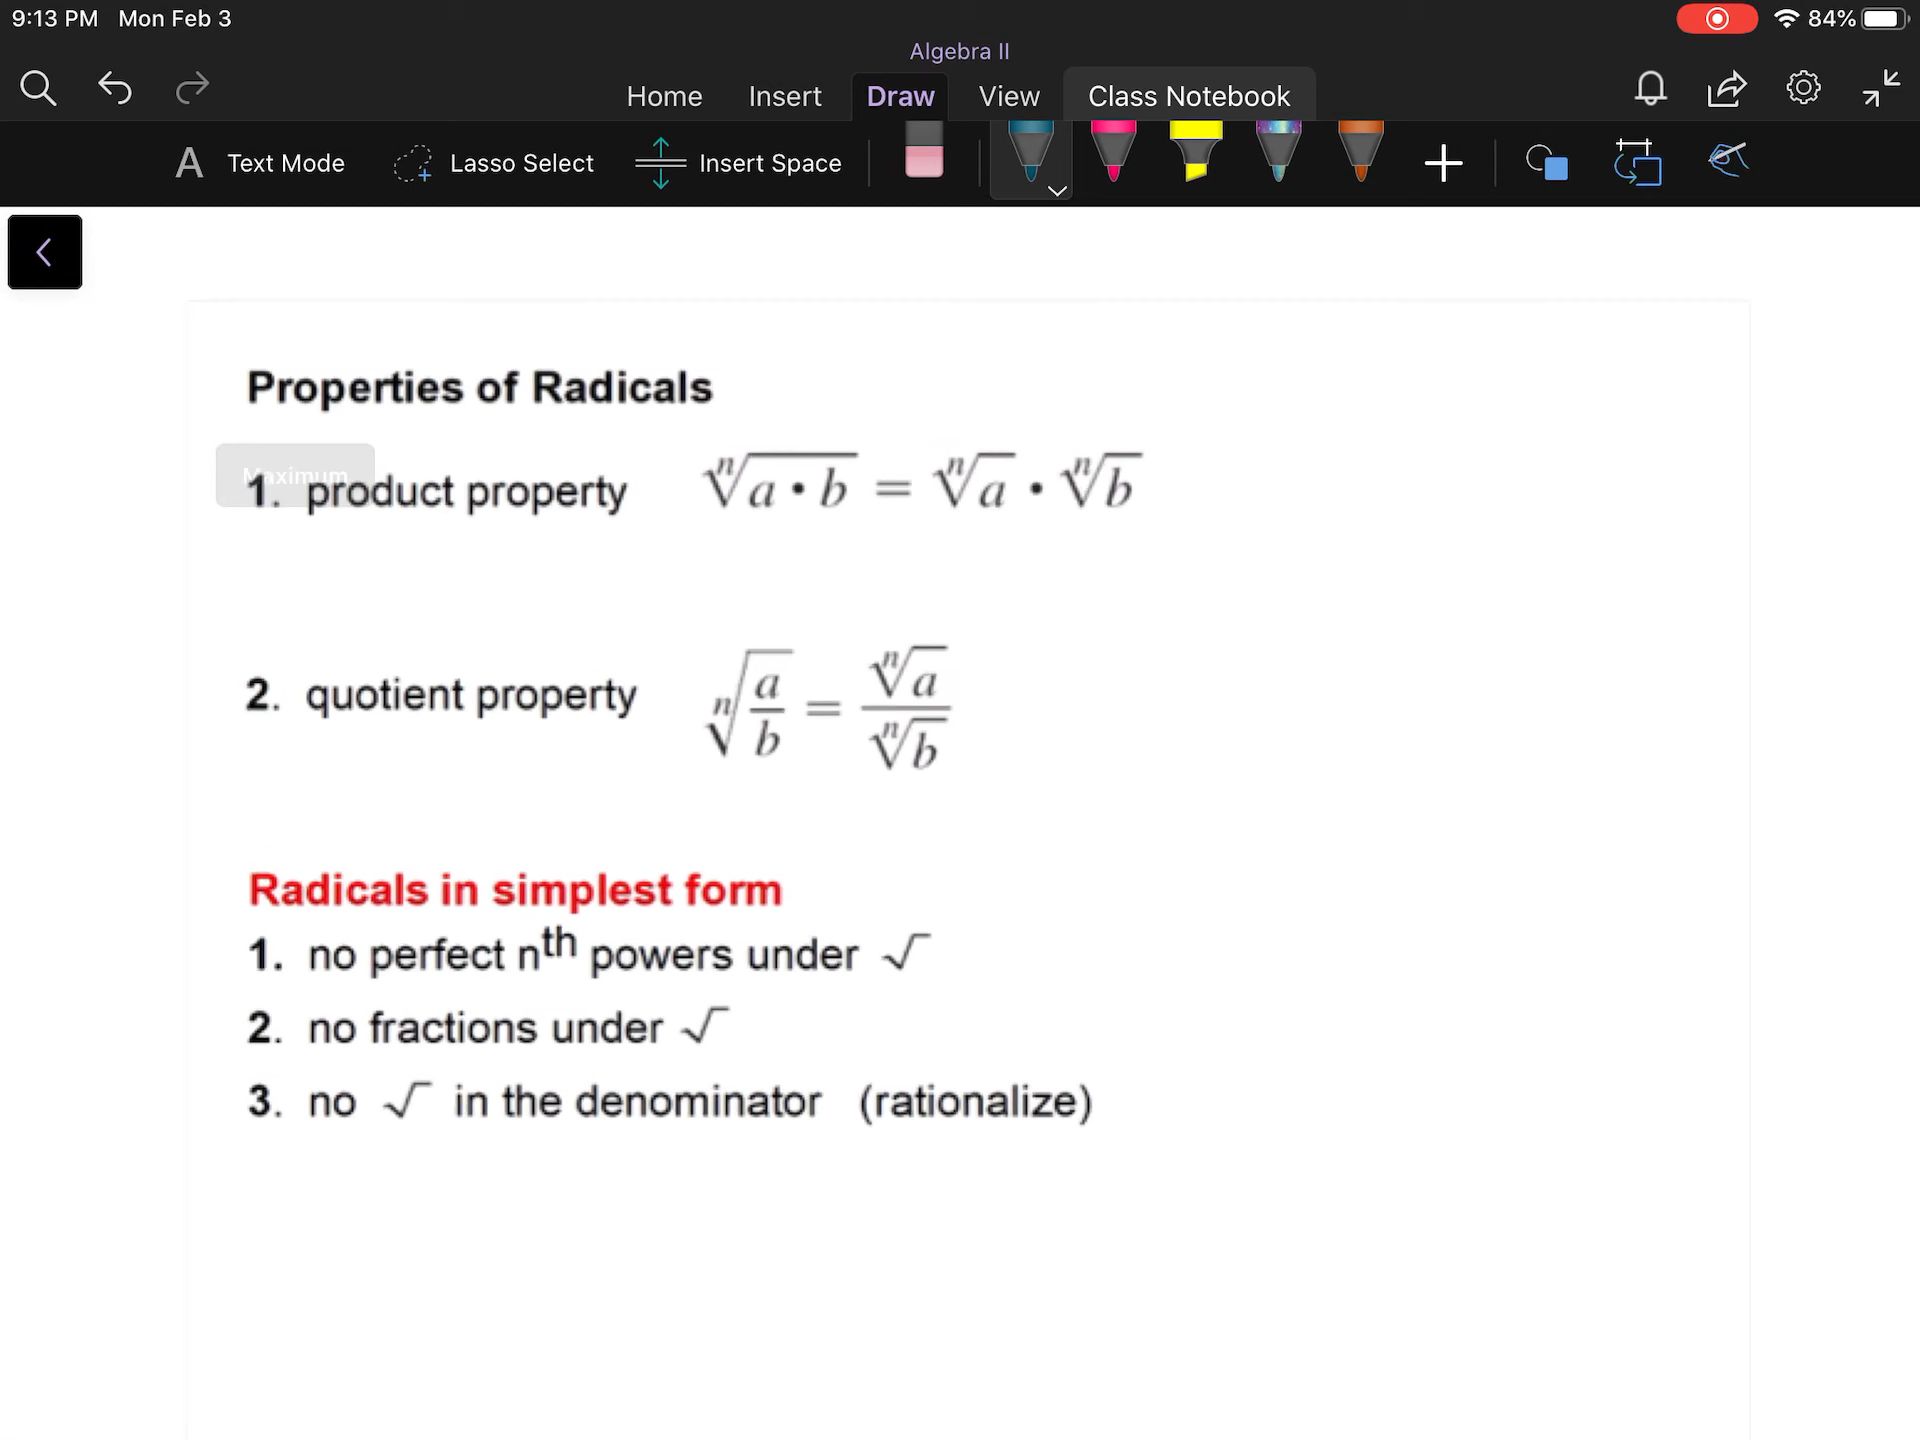 9:13 PM Mon Feb 3
84%
Algebra II
Home Insert Draw View Class Notebook
A Text Mode Lasso Select Insert Space
Properties of Radicals
Maximum
1. product property ⁿ√(a • b) = ⁿ√a • ⁿ√b
2. quotient property ⁿ√(a/b) = ⁿ√a / ⁿ√b
Radicals in simplest form
1. no perfect nᵗʰ powers under √
2. no fractions under √
3. no √ in the denominator (rationalize)